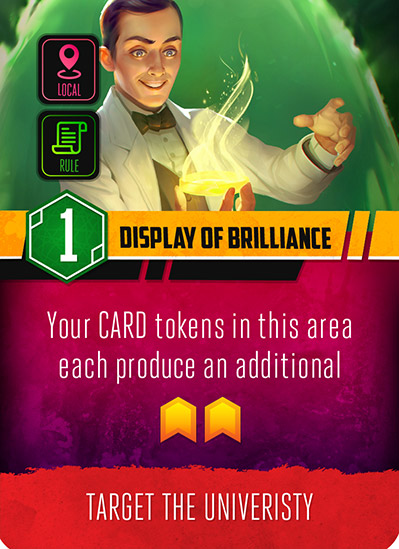 LOCAL
RULE
1 DISPLAY OF BRILLIANCE
Your CARD tokens in this area
each produce an additional
TARGET THE UNIVERISTY